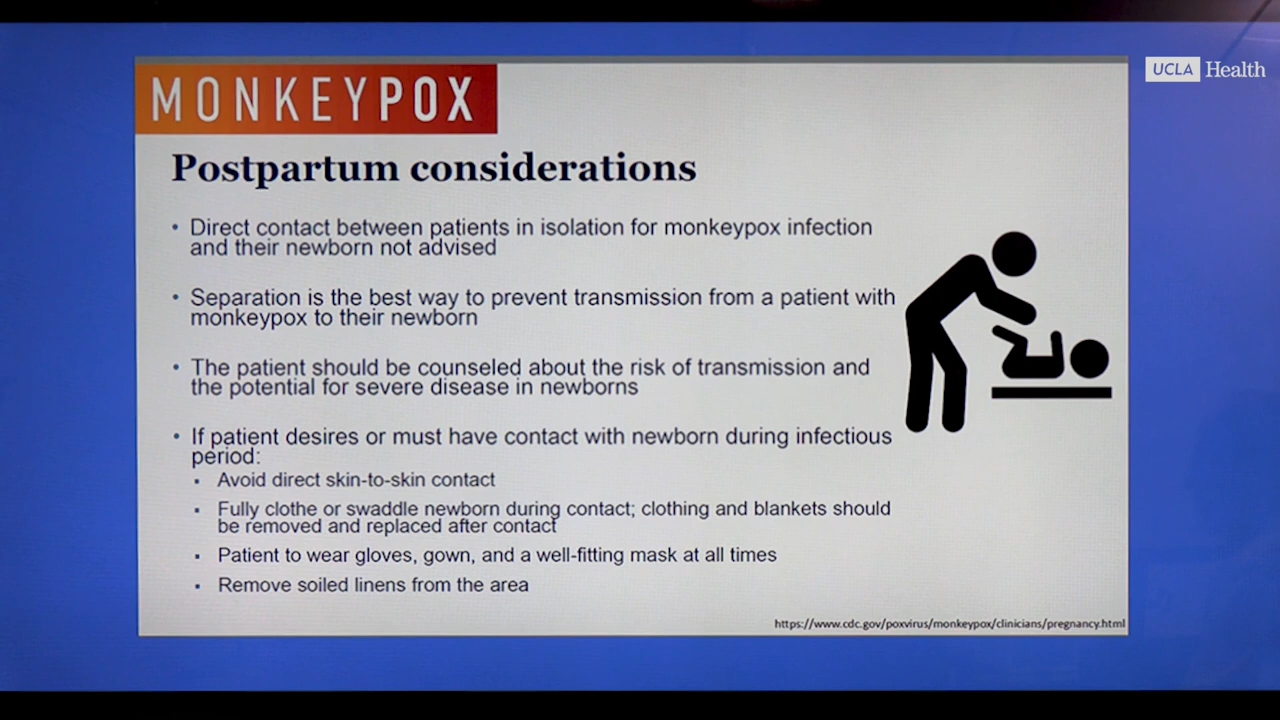 MONKEYPOX
UCLA Health
Postpartum considerations
• Direct contact between patients in isolation for monkeypox infection
and their newborn not advised
• Separation is the best way to prevent transmission from a patient with
monkeypox to their newborn
• The patient should be counseled about the risk of transmission and
the potential for severe disease in newborns
• If patient desires or must have contact with newborn during infectious
period:
▪ Avoid direct skin-to-skin contact
▪ Fully clothe or swaddle newborn during contact; clothing and blankets should
be removed and replaced after contact
▪ Patient to wear gloves, gown, and a well-fitting mask at all times
▪ Remove soiled linens from the area
https://www.cdc.gov/poxvirus/monkeypox/clinicians/pregnancy.html